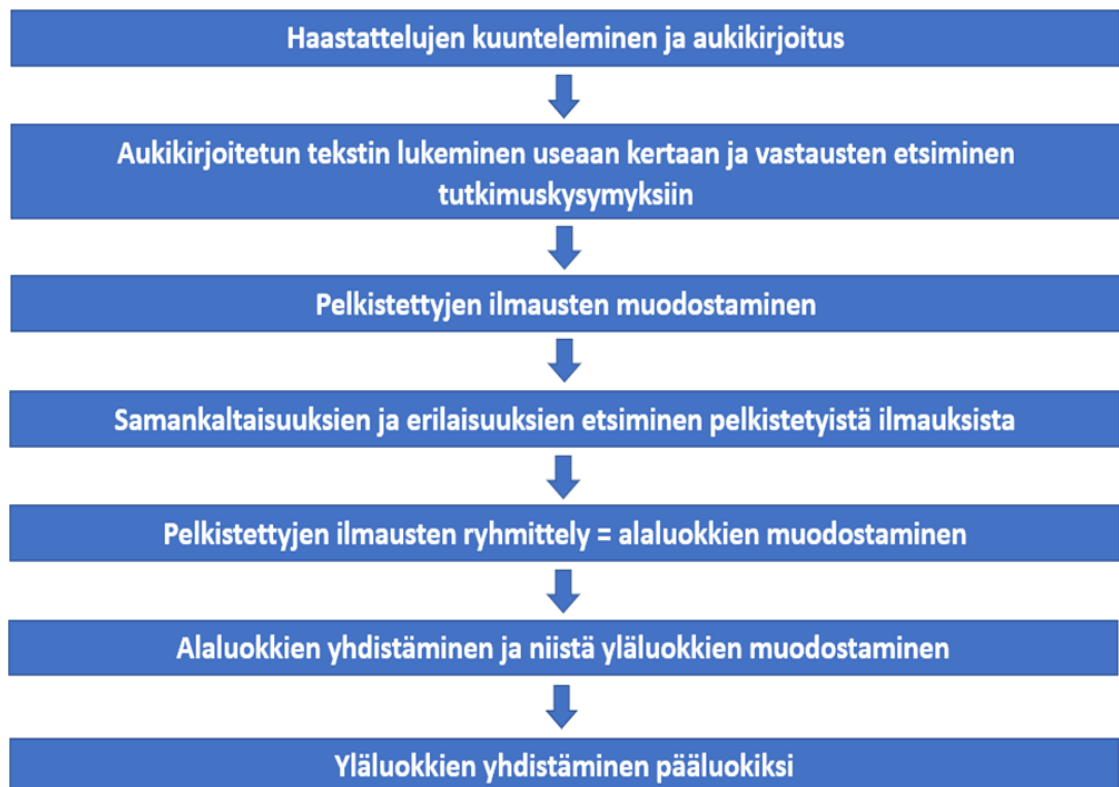 Haastattelujen kuunteleminen ja aukikirjoitus
Aukikirjoitetun tekstin lukeminen useaan kertaan ja vastausten etsiminen
tutkimuskysymyksiin
Pelkistettyjen ilmausten muodostaminen
Samankaltaisuuksien ja erilaisuuksien etsiminen pelkistetyistä ilmauksista
Pelkistettyjen ilmausten ryhmittely = alaluokkien muodostaminen
Alaluokkien yhdistäminen ja niistä yläluokkien muodostaminen
Yläluokkien yhdistäminen pääluokiksi